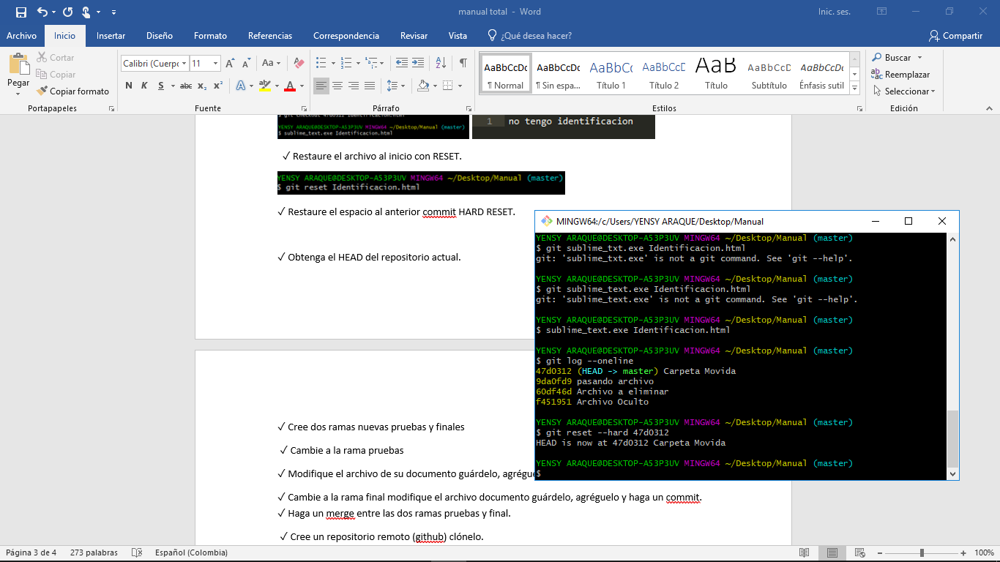 manual total - Word
Inic. ses.
Archivo Inicio Insertar Diseño Formato Referencias Correspondencia Revisar Vista ¿Qué desea hacer? Compartir
Pegar
Cortar
Copiar
Copiar formato
Portapapeles
Calibri (Cuerpo 11
Aa
N K S abc x₂ x²
Fuente
Párrafo
AaBbCcDc
¶ Normal
AaBbCcDc
¶ Sin espa...
AaBbCc
Título 1
AaBbCcC
Título 2
AaB
Título
AaBbCcD
Subtítulo
AaBbCcDc
Énfasis sutil
Estilos
Buscar
Reemplazar
Seleccionar
Edición
$ git checkout 47d0312 Identificacion.html
YENSY ARAQUE@DESKTOP-A53P3UV MINGW64 ~/Desktop/Manual (master)
$ sublime_text.exe Identificacion.html
1 no tengo identificacion
✓ Restaure el archivo al inicio con RESET.
YENSY ARAQUE@DESKTOP-A53P3UV MINGW64 ~/Desktop/Manual (master)
$ git reset Identificacion.html
✓ Restaure el espacio al anterior commit HARD RESET.
✓ Obtenga el HEAD del repositorio actual.
✓ Cree dos ramas nuevas pruebas y finales
✓ Cambie a la rama pruebas
✓ Modifique el archivo de su documento guárdelo, agrégue
✓ Cambie a la rama final modifique el archivo documento guárdelo, agréguelo y haga un commit.
✓ Haga un merge entre las dos ramas pruebas y final.
✓ Cree un repositorio remoto (github) clónelo.
MINGW64:/c/Users/YENSY ARAQUE/Desktop/Manual
YENSY ARAQUE@DESKTOP-A53P3UV MINGW64 ~/Desktop/Manual (master)
$ git sublime_txt.exe Identificacion.html
git: 'sublime_txt.exe' is not a git command. See 'git --help'.
YENSY ARAQUE@DESKTOP-A53P3UV MINGW64 ~/Desktop/Manual (master)
$ git sublime_text.exe Identificacion.html
git: 'sublime_text.exe' is not a git command. See 'git --help'.
YENSY ARAQUE@DESKTOP-A53P3UV MINGW64 ~/Desktop/Manual (master)
$ sublime_text.exe Identificacion.html
YENSY ARAQUE@DESKTOP-A53P3UV MINGW64 ~/Desktop/Manual (master)
$ git log --oneline
47d0312 (HEAD -> master) Carpeta Movida
9da0fd9 pasando archivo
60df46d Archivo a eliminar
f451951 Archivo Oculto
YENSY ARAQUE@DESKTOP-A53P3UV MINGW64 ~/Desktop/Manual (master)
$ git reset --hard 47d0312
HEAD is now at 47d0312 Carpeta Movida
YENSY ARAQUE@DESKTOP-A53P3UV MINGW64 ~/Desktop/Manual (master)
$
Página 3 de 4 273 palabras Español (Colombia) 100%